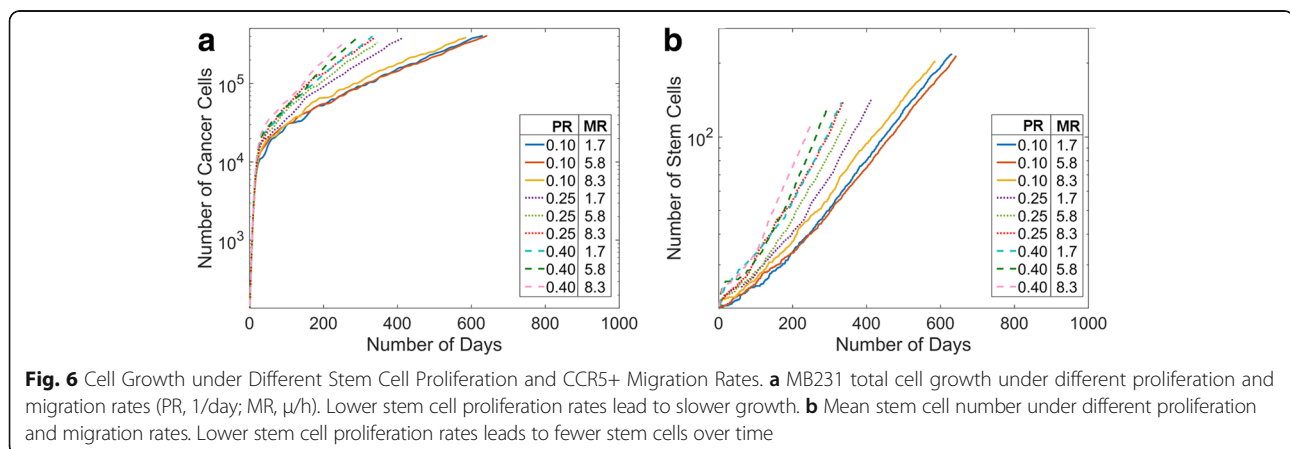 a
Number of Cancer Cells
10^5
10^4
10^3
0 200 400 600 800 1000
Number of Days
PR MR
0.10 1.7
0.10 5.8
0.10 8.3
0.25 1.7
0.25 5.8
0.25 8.3
0.40 1.7
0.40 5.8
0.40 8.3
b
Number of Stem Cells
10^2
0 200 400 600 800 1000
Number of Days
PR MR
0.10 1.7
0.10 5.8
0.10 8.3
0.25 1.7
0.25 5.8
0.25 8.3
0.40 1.7
0.40 5.8
0.40 8.3
Fig. 6 Cell Growth under Different Stem Cell Proliferation and CCR5+ Migration Rates. a MB231 total cell growth under different proliferation and
migration rates (PR, 1/day; MR, μ/h). Lower stem cell proliferation rates lead to slower growth. b Mean stem cell number under different proliferation
and migration rates. Lower stem cell proliferation rates leads to fewer stem cells over time